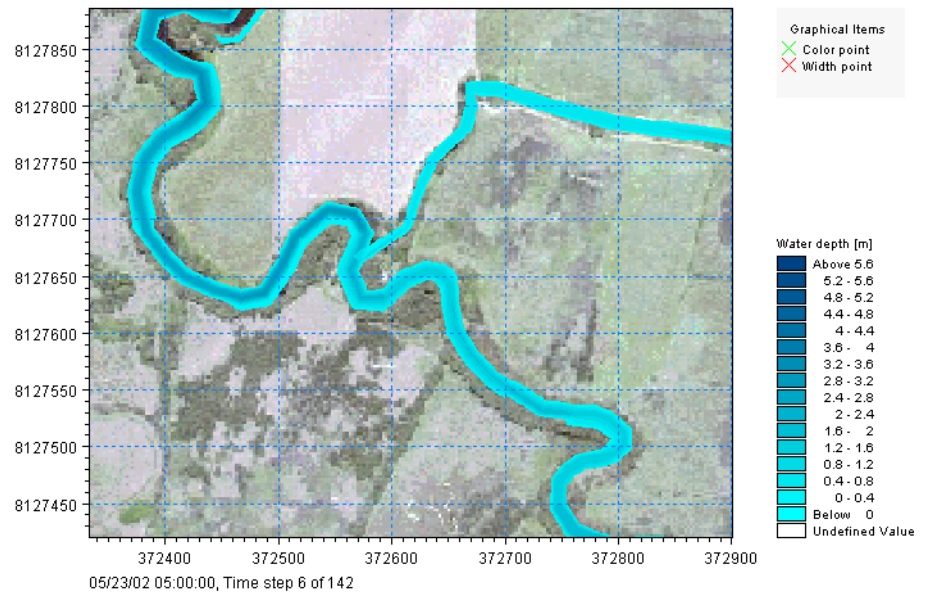 Graphical Items
Color point
Width point
8127850
8127800
8127750
8127700
8127650
8127600
8127550
8127500
8127450
372400 372500 372600 372700 372800 372900
05/23/02 05:00:00, Time step 6 of 142
Water depth [m]
Above 5.6
5.2 - 5.6
4.8 - 5.2
4.4 - 4.8
4 - 4.4
3.6 - 4
3.2 - 3.6
2.8 - 3.2
2.4 - 2.8
2 - 2.4
1.6 - 2
1.2 - 1.6
0.8 - 1.2
0.4 - 0.8
0 - 0.4
Below 0
Undefined Value